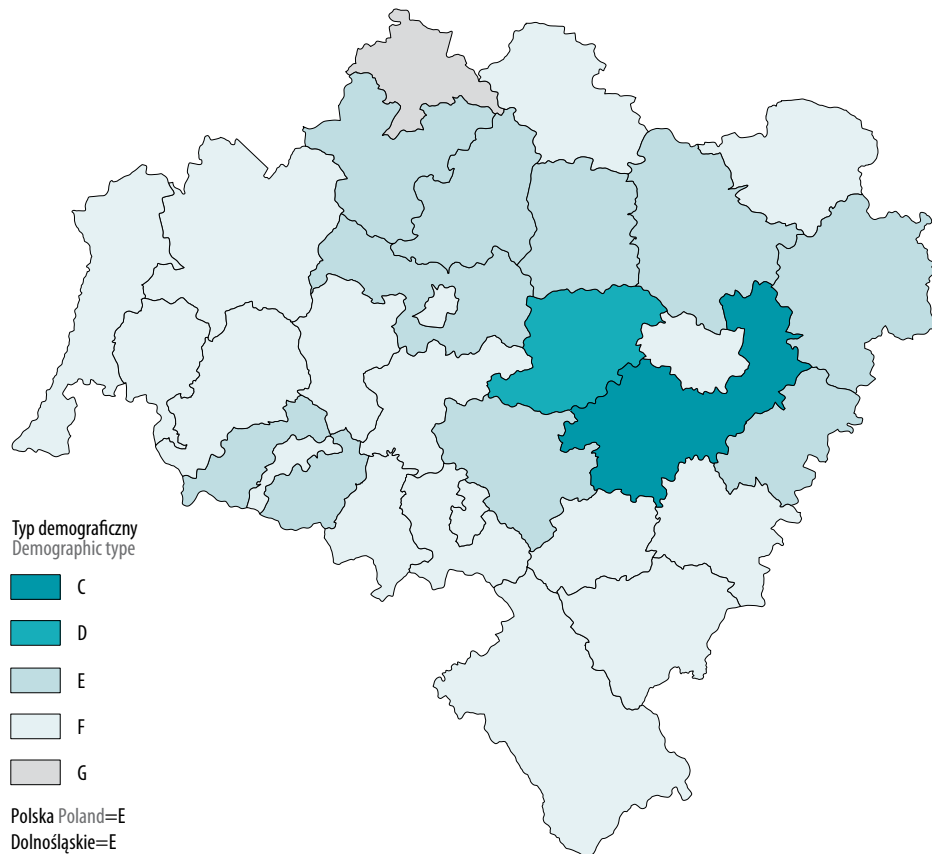 Typ demograficzny
Demographic type
C
D
E
F
G
Polska Poland=E
Dolnośląskie=E